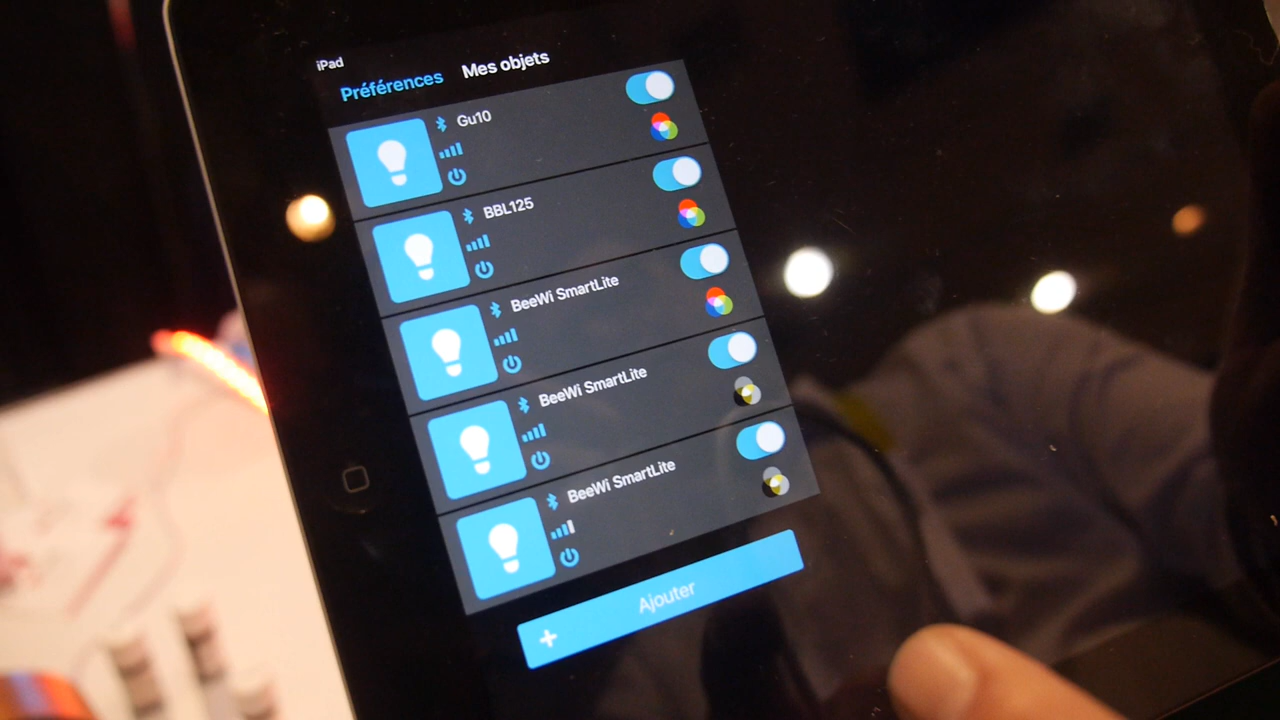 iPad
Préférences Mes objets
Gu10
BBL125
BeeWi SmartLite
BeeWi SmartLite
BeeWi SmartLite
+ Ajouter